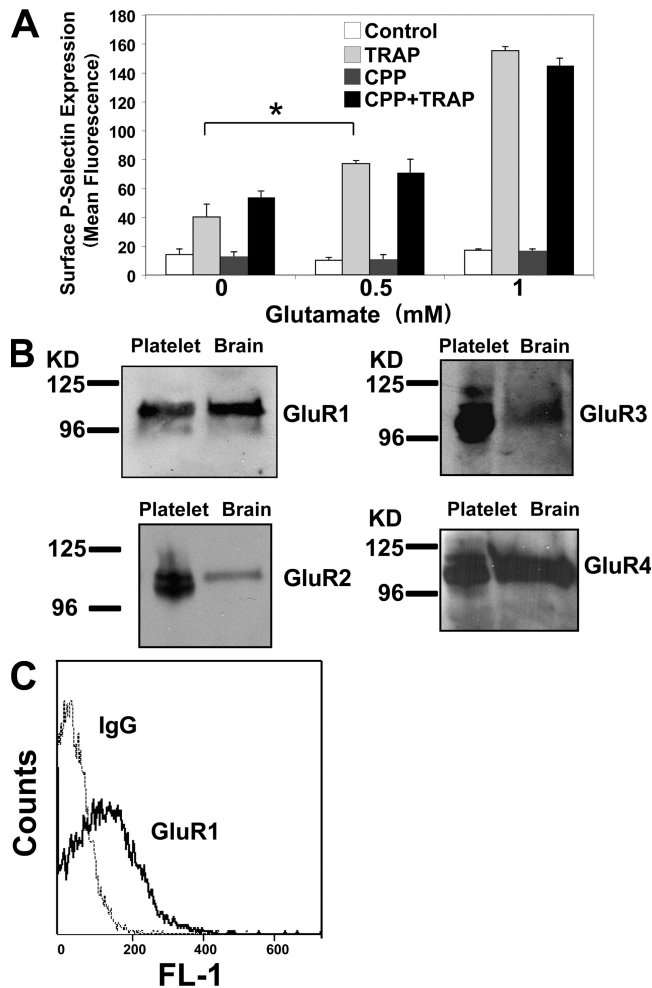 A
180
160
140
120
100
80
60
40
20
0
Surface P-Selectin Expression
(Mean Fluorescence)
Control
TRAP
CPP
CPP+TRAP
*
0 0.5 1
Glutamate (mM)
B
KD Platelet Brain
125
96
GluR1
KD Platelet Brain
125
96
GluR3
Platelet Brain
125
96
GluR2
KD Platelet Brain
125
96
GluR4
C
Counts
IgG
GluR1
0 200 400 600
FL-1